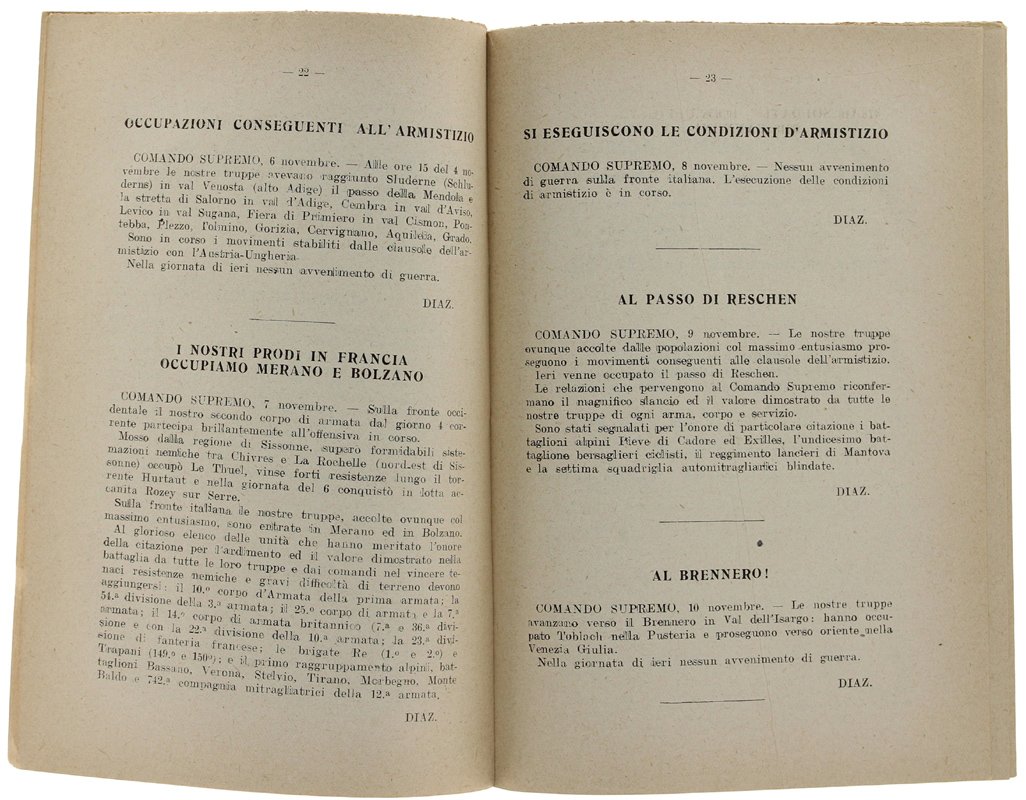 — 22 —
OCCUPAZIONI CONSEGUENTI ALL'ARMISTIZIO
COMANDO SUPREMO, 6 novembre. — Alle ore 15 del 4 no-
vembre le nostre truppe avevano raggiunto Sluderne (Schlu-
derns) in val Venosta (alto Adige) il passo della Mendola e
la stretta di Salorno in val d'Adige, Cembra in val d'Aviso,
Levico in val Sugana, Fiera di Primiero in val Cismon, Pon-
tebba, Plezzo, Tolmino, Gorizia, Cervignano, Aquileia, Grado.
Sono in corso i movimenti stabiliti dalle clausole dell'ar-
mistizio con l'Austria-Ungheria.
Nella giornata di ieri nessun avvenimento di guerra.
DIAZ.
I NOSTRI PRODI IN FRANCIA
OCCUPIAMO MERANO E BOLZANO
COMANDO SUPREMO, 7 novembre. — Sulla fronte occi-
dentale il nostro secondo corpo di armata dal giorno 4 cor-
rente partecipa brillantemente all'offensiva in corso.
Mosso dalla regione di Sissonne, superò formidabili siste-
mazioni nemiche tra Chivres e La Rochelle (nord-est di Sis-
sonne) occupò Le Thuel, vinse forti resistenze lungo il tor-
rente Hurtaut e nella giornata del 6 conquistò in lotta ac-
canita Rozey sur Serre.
Sulla fronte italiana le nostre truppe, accolte ovunque col
massimo entusiasmo, sono entrate in Merano ed in Bolzano.
Al glorioso elenco delle unità che hanno meritato l'onore
della citazione per l'ardimento ed il valore dimostrato nella
battaglia da tutte le loro truppe e dai comandi nel vincere te-
naci resistenze nemiche e gravi difficoltà di terreno devono
aggiungersi: il 10.º corpo d'Armata della prima armata; la
54.ª divisione della 3.ª armata; il 25.º corpo di armata e la 7.ª
armata; il 14.º corpo di armata britannico (7.ª e 36.ª divi-
sione e con la 22.ª divisione della 10.ª armata; la 23.ª divi-
sione di fanteria francese; le brigate Re (1.º e 2.º) e
Trapani (149.º e 150º); e il primo raggruppamento alpini, bat-
taglioni Bassano, Verona, Stelvio, Tirano, Morbegno. Monte
Baldo e 742.ª compagnia mitragliatrici della 12.ª armata.
DIAZ.
— 23 —
SI ESEGUISCONO LE CONDIZIONI D'ARMISTIZIO
COMANDO SUPREMO, 8 novembre. — Nessun avvenimento
di guerra sulla fronte italiana. L'esecuzione delle condizioni
di armistizio è in corso.
DIAZ.
AL PASSO DI RESCHEN
COMANDO SUPREMO, 9 novembre. — Le nostre truppe
ovunque accolte dalle popolazioni col massimo entusiasmo pro-
seguono i movimenti conseguenti alle clausole dell'armistizio.
Ieri venne occupato il passo di Reschen.
Le relazioni che pervengono al Comando Supremo riconfer-
mano il magnifico slancio ed il valore dimostrato da tutte le
nostre truppe di ogni arma, corpo e servizio.
Sono stati segnalati per l'onore di particolare citazione i bat-
taglioni alpini Pieve di Cadore ed Exilles, l'undicesimo bat-
taglione bersaglieri ciclisti, il reggimento lancieri di Mantova
e la settima squadriglia automitragliatrici blindate.
DIAZ.
AL BRENNERO!
COMANDO SUPREMO, 10 novembre. — Le nostre truppe
avanzano verso il Brennero in Val dell'Isargo: hanno occu-
pato Toblach nella Pusteria e proseguono verso oriente nella
Venezia Giulia.
Nella giornata di ieri nessun avvenimento di guerra.
DIAZ.